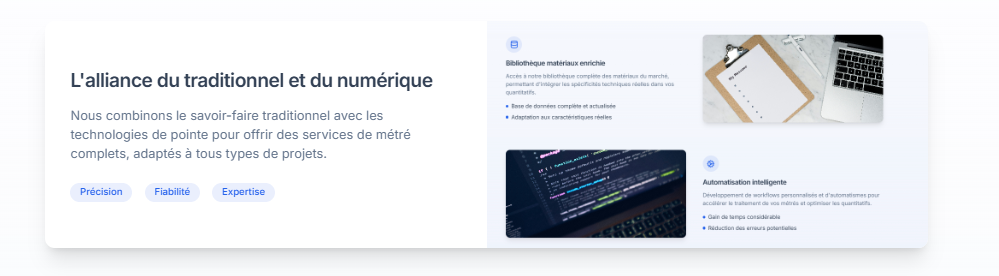 L'alliance du traditionnel et du numérique
Nous combinons le savoir-faire traditionnel avec les
technologies de pointe pour offrir des services de métré
complets, adaptés à tous types de projets.
Précision
Fiabilité
Expertise
Bibliothèque matériaux enrichie
Accès à notre bibliothèque complète des matériaux du marché,
permettant d'intégrer les spécificités techniques réelles dans vos
quantitatifs.
Base de données complète et actualisée
Adaptation aux caractéristiques réelles
Automatisation intelligente
Développement de workflows personnalisés et d'automatismes pour
accélérer le traitement de vos métrés et optimiser les quantitatifs.
Gain de temps considérable
Réduction des erreurs potentielles